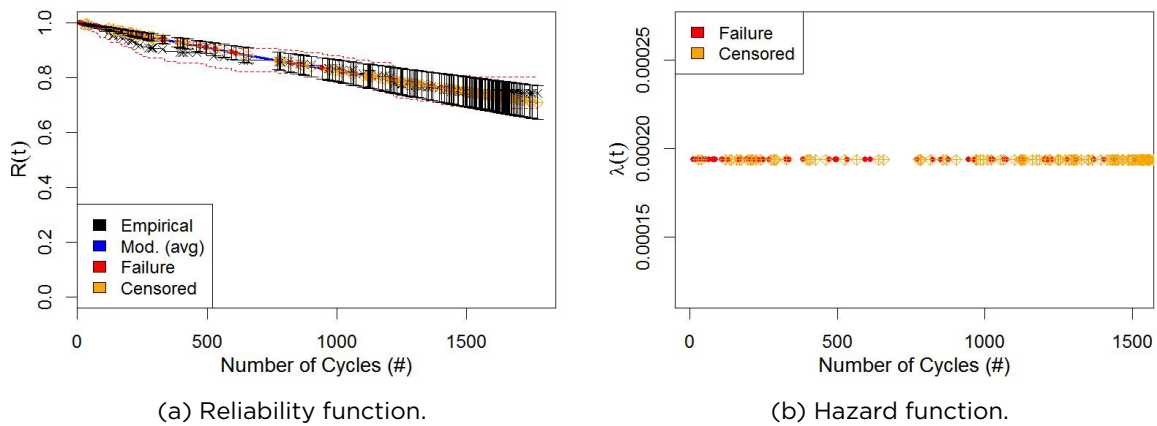 1.0
0.8
0.6
0.4
0.2
0.0
R(t)
Empirical
Mod. (avg)
Failure
Censored
0 500 1000 1500
Number of Cycles (#)
(a) Reliability function.
Failure
Censored
0.00025
0.00020
0.00015
λ(t)
0 500 1000 1500
Number of Cycles (#)
(b) Hazard function.